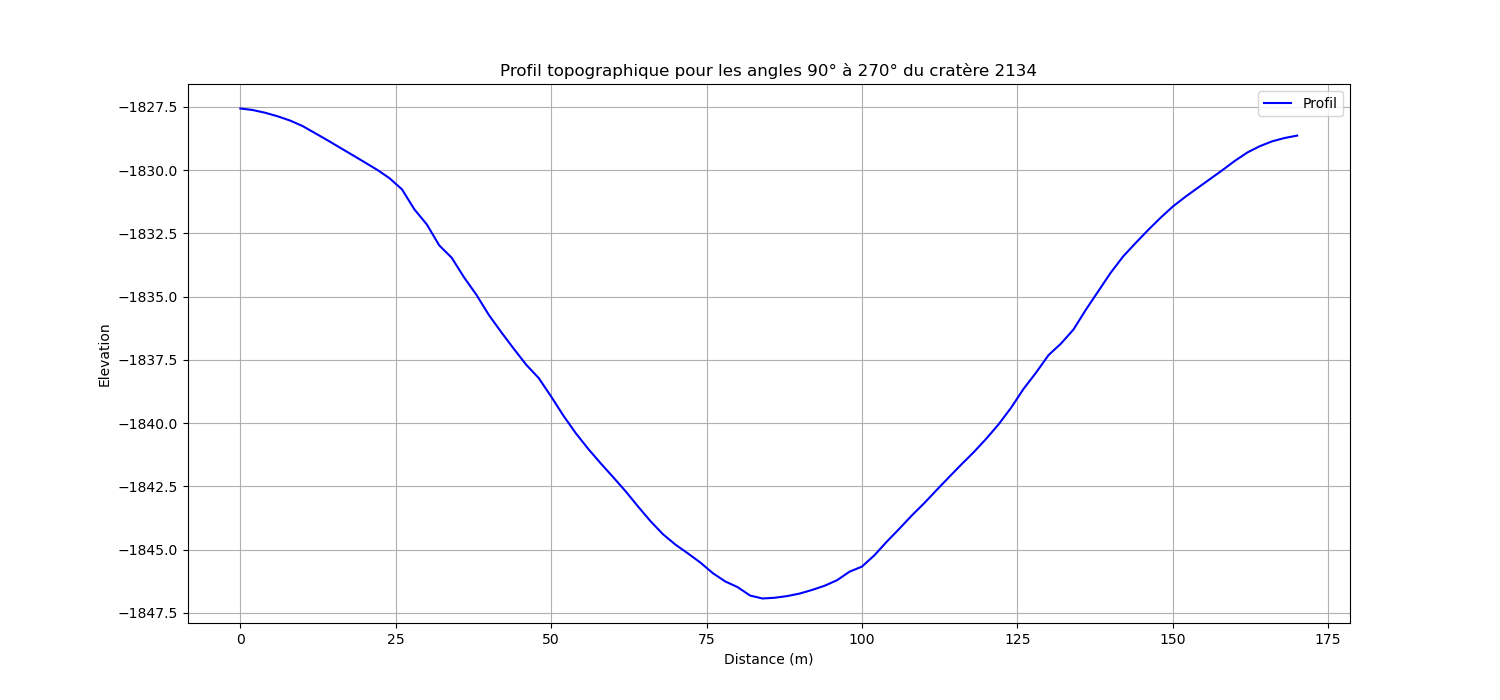 Profil topographique pour les angles 90° à 270° du cratère 2134
Profil
−1827.5
−1830.0
−1832.5
−1835.0
−1837.5
−1840.0
−1842.5
−1845.0
−1847.5
Elevation
0 25 50 75 100 125 150 175
Distance (m)